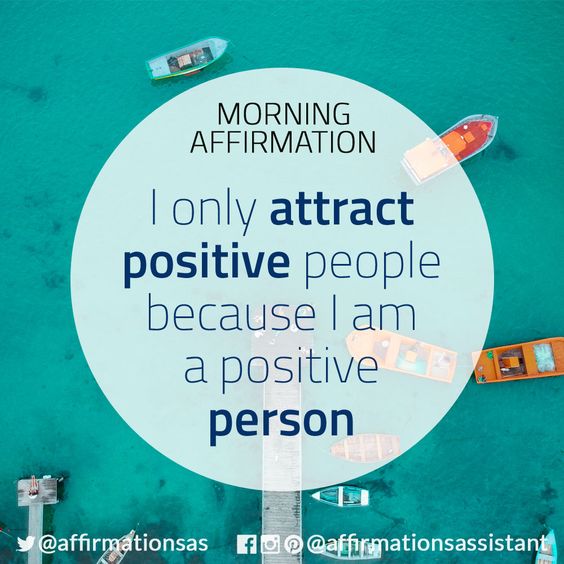 MORNING
AFFIRMATION
I only attract
positive people
because I am
a positive
person
@affirmationsas @affirmationsassistant